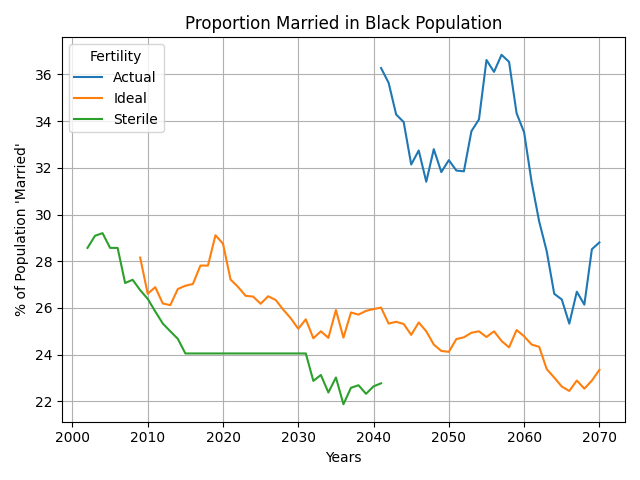 Proportion Married in Black Population
Fertility
Actual
Ideal
Sterile
% of Population 'Married'
36
34
32
30
28
26
24
22
2000 2010 2020 2030 2040 2050 2060 2070
Years